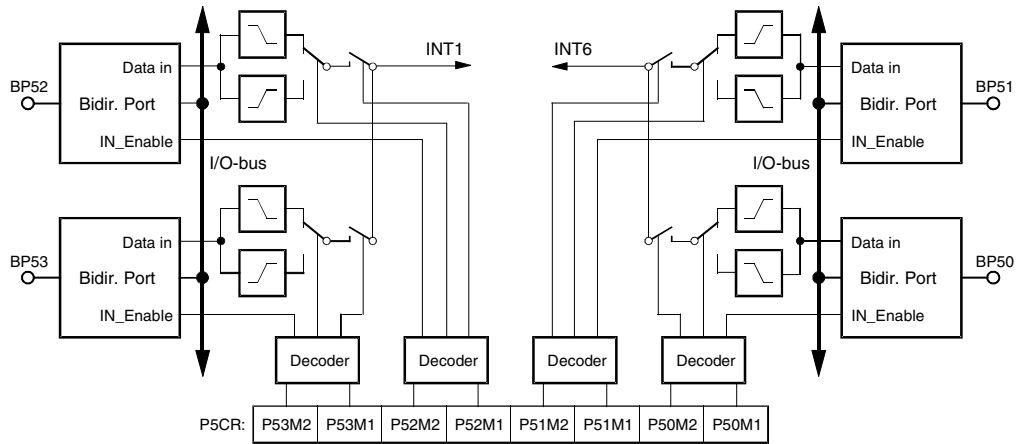 INT1 INT6
BP52 Data in Data in BP51
Bidir. Port Bidir. Port
IN_Enable IN_Enable
I/O-bus I/O-bus
BP53 Data in Data in BP50
Bidir. Port Bidir. Port
IN_Enable IN_Enable
Decoder Decoder Decoder Decoder
P5CR: P53M2 P53M1 P52M2 P52M1 P51M2 P51M1 P50M2 P50M1